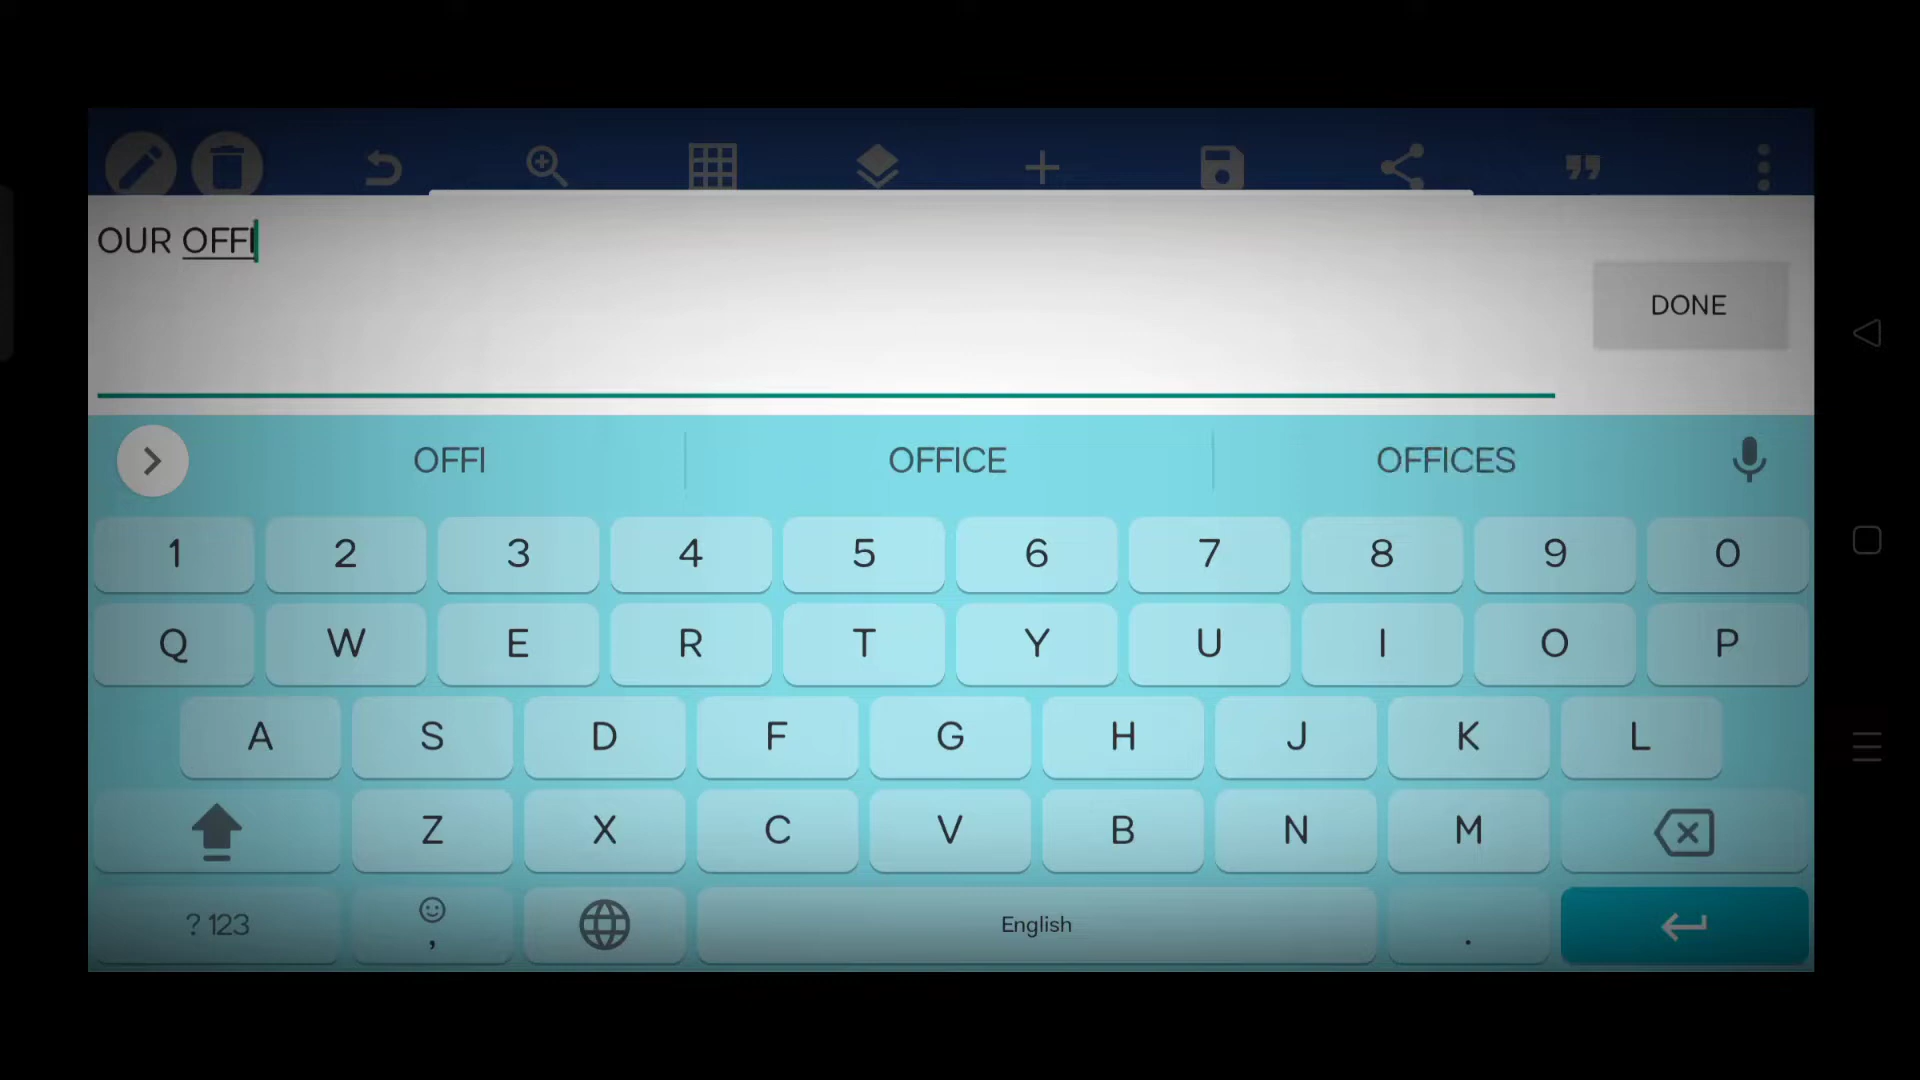 OUR OFFI
DONE
OFFI OFFICE OFFICES
1 2 3 4 5 6 7 8 9 0
Q W E R T Y U I O P
A S D F G H J K L
Z X C V B N M
?123 , English .